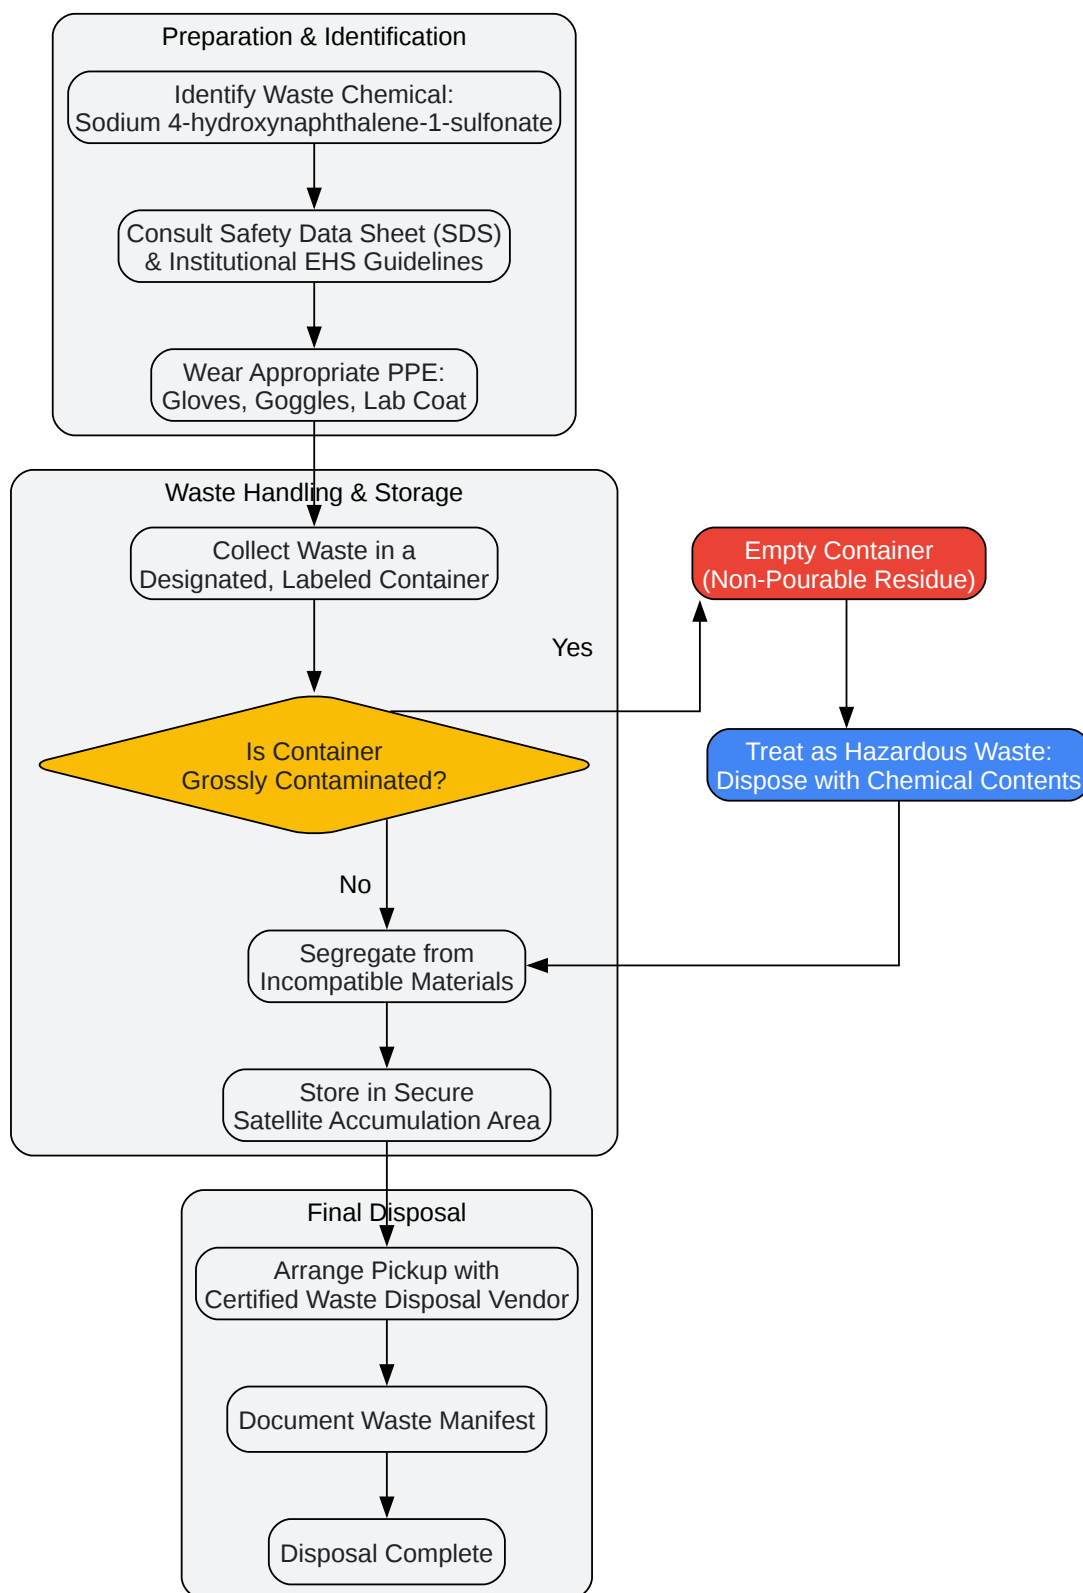 Preparation & Identification
Identify Waste Chemical:
Sodium 4-hydroxynaphthalene-1-sulfonate
Consult Safety Data Sheet (SDS)
& Institutional EHS Guidelines
Wear Appropriate PPE:
Gloves, Goggles, Lab Coat
Waste Handling & Storage
Collect Waste in a
Designated, Labeled Container
Empty Container
(Non-Pourable Residue)
Yes
Is Container
Grossly Contaminated?
Treat as Hazardous Waste:
Dispose with Chemical Contents
No
Segregate from
Incompatible Materials
Store in Secure
Satellite Accumulation Area
Final Disposal
Arrange Pickup with
Certified Waste Disposal Vendor
Document Waste Manifest
Disposal Complete